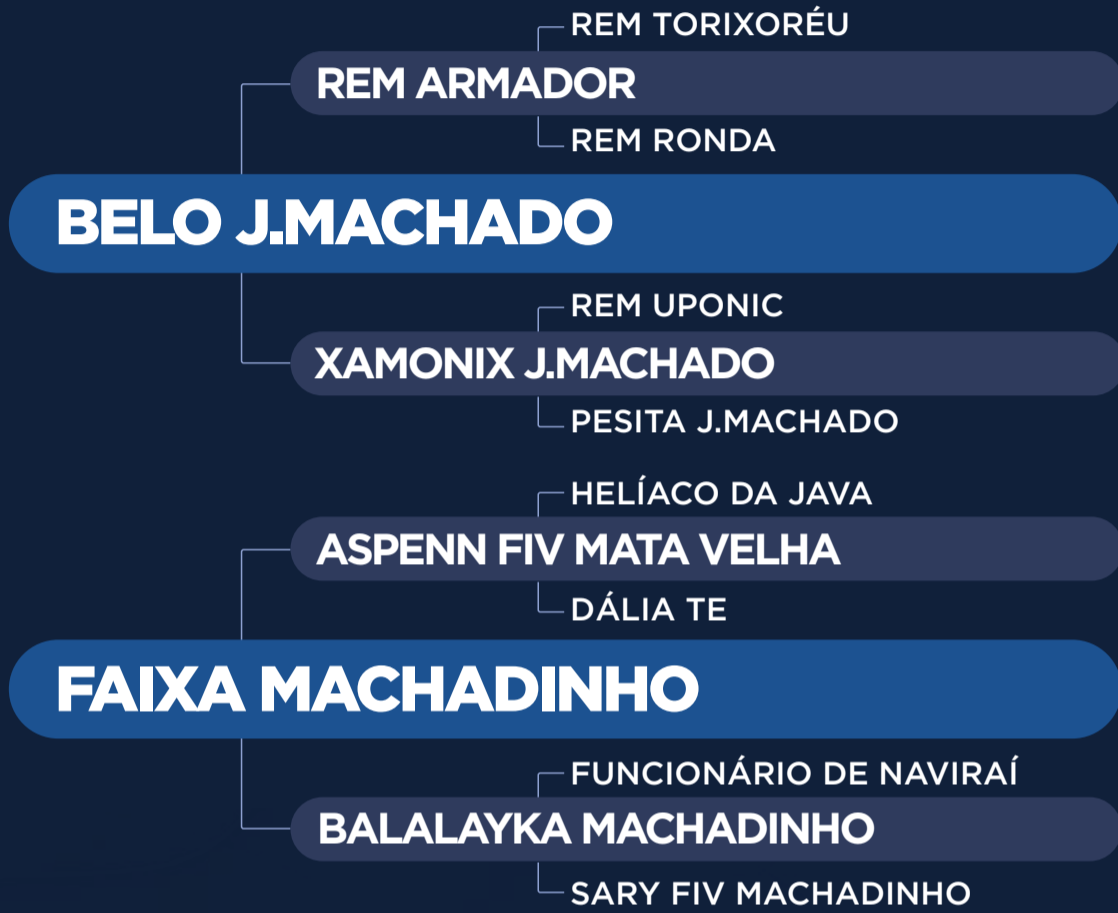 REM TORIXORÉU
REM ARMADOR
REM RONDA
BELO J.MACHADO
REM UPONIC
XAMONIX J.MACHADO
PESITA J.MACHADO
HELÍACO DA JAVA
ASPENN FIV MATA VELHA
DÁLIA TE
FAIXA MACHADINHO
FUNCIONÁRIO DE NAVIRAÍ
BALALAYKA MACHADINHO
SARY FIV MACHADINHO